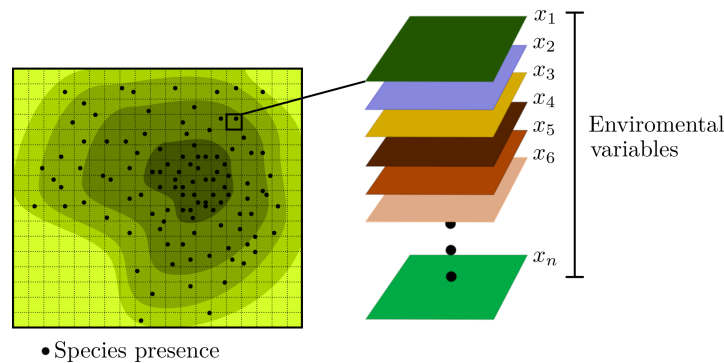 x₁
x₂
x₃
x₄
x₅
x₆
xₙ
Enviromental
variables
Species presence